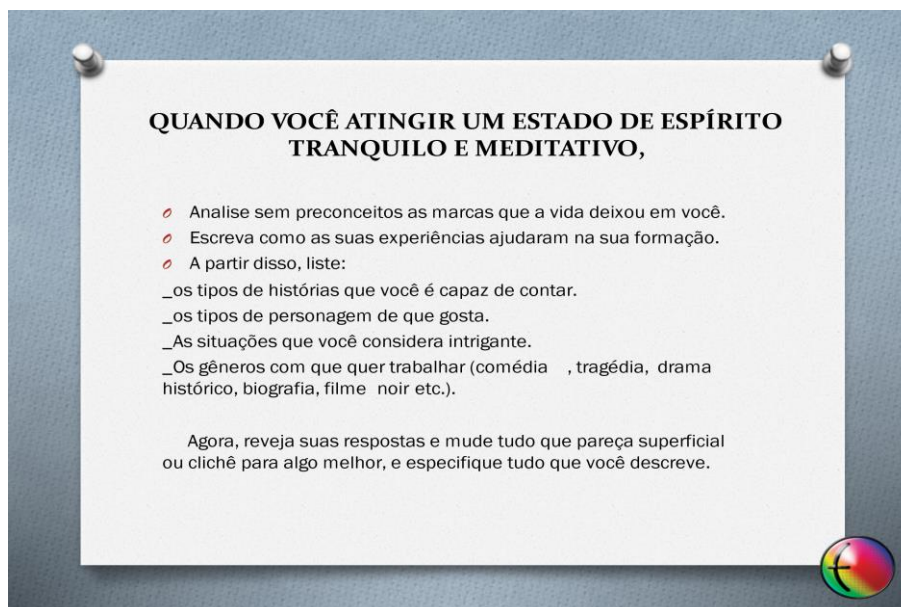 QUANDO VOCÊ ATINGIR UM ESTADO DE ESPÍRITO
TRANQUILO E MEDITATIVO,
Analise sem preconceitos as marcas que a vida deixou em você.
Escreva como as suas experiências ajudaram na sua formação.
A partir disso, liste:
_os tipos de histórias que você é capaz de contar.
_os tipos de personagem de que gosta.
_As situações que você considera intrigante.
_Os gêneros com que quer trabalhar (comédia , tragédia, drama
histórico, biografia, filme noir etc.).
Agora, reveja suas respostas e mude tudo que pareça superficial
ou clichê para algo melhor, e especifique tudo que você descreve.